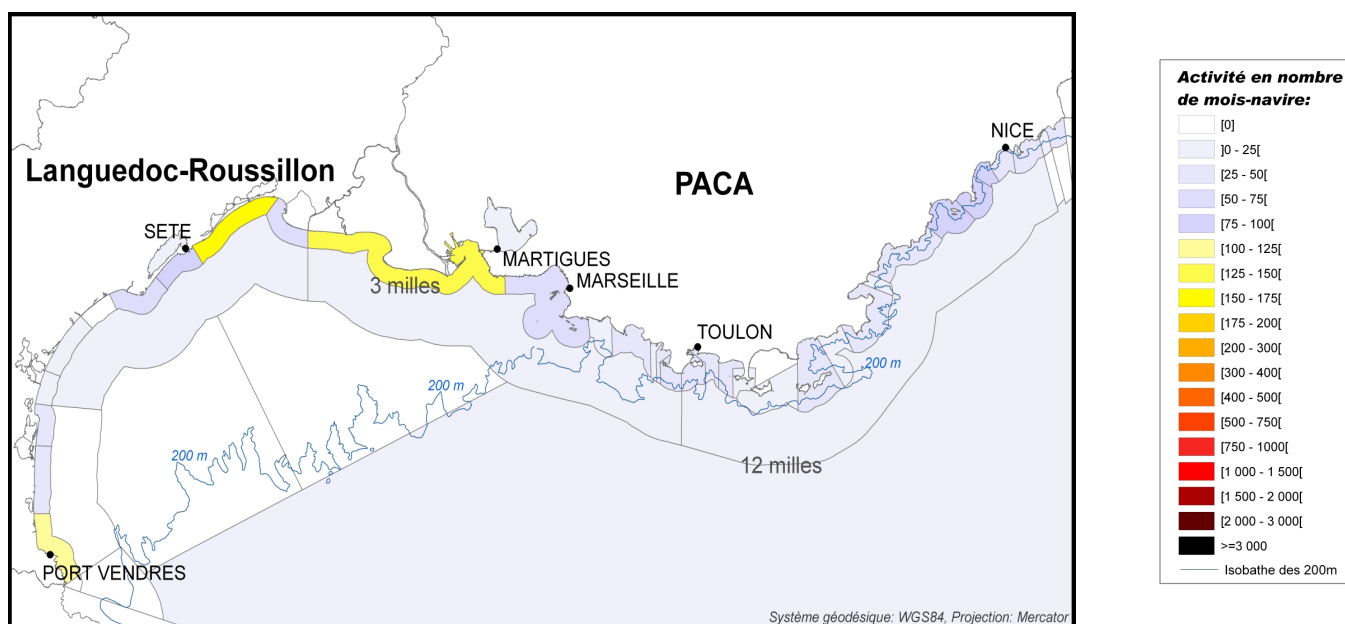 Languedoc-Roussillon
PACA
NICE
SETE
MARTIGUES
MARSEILLE
3 milles
TOULON
200 m
200 m
200 m
12 milles
PORT VENDRES
Système géodésique: WGS84, Projection: Mercator
Activité en nombre
de mois-navire:
[0]
]0 - 25[
[25 - 50[
[50 - 75[
[75 - 100[
[100 - 125[
[125 - 150[
[150 - 175[
[175 - 200[
[200 - 300[
[300 - 400[
[400 - 500[
[500 - 750[
[750 - 1000[
[1 000 - 1 500[
[1 500 - 2 000[
[2 000 - 3 000[
>=3 000
Isobathe des 200m